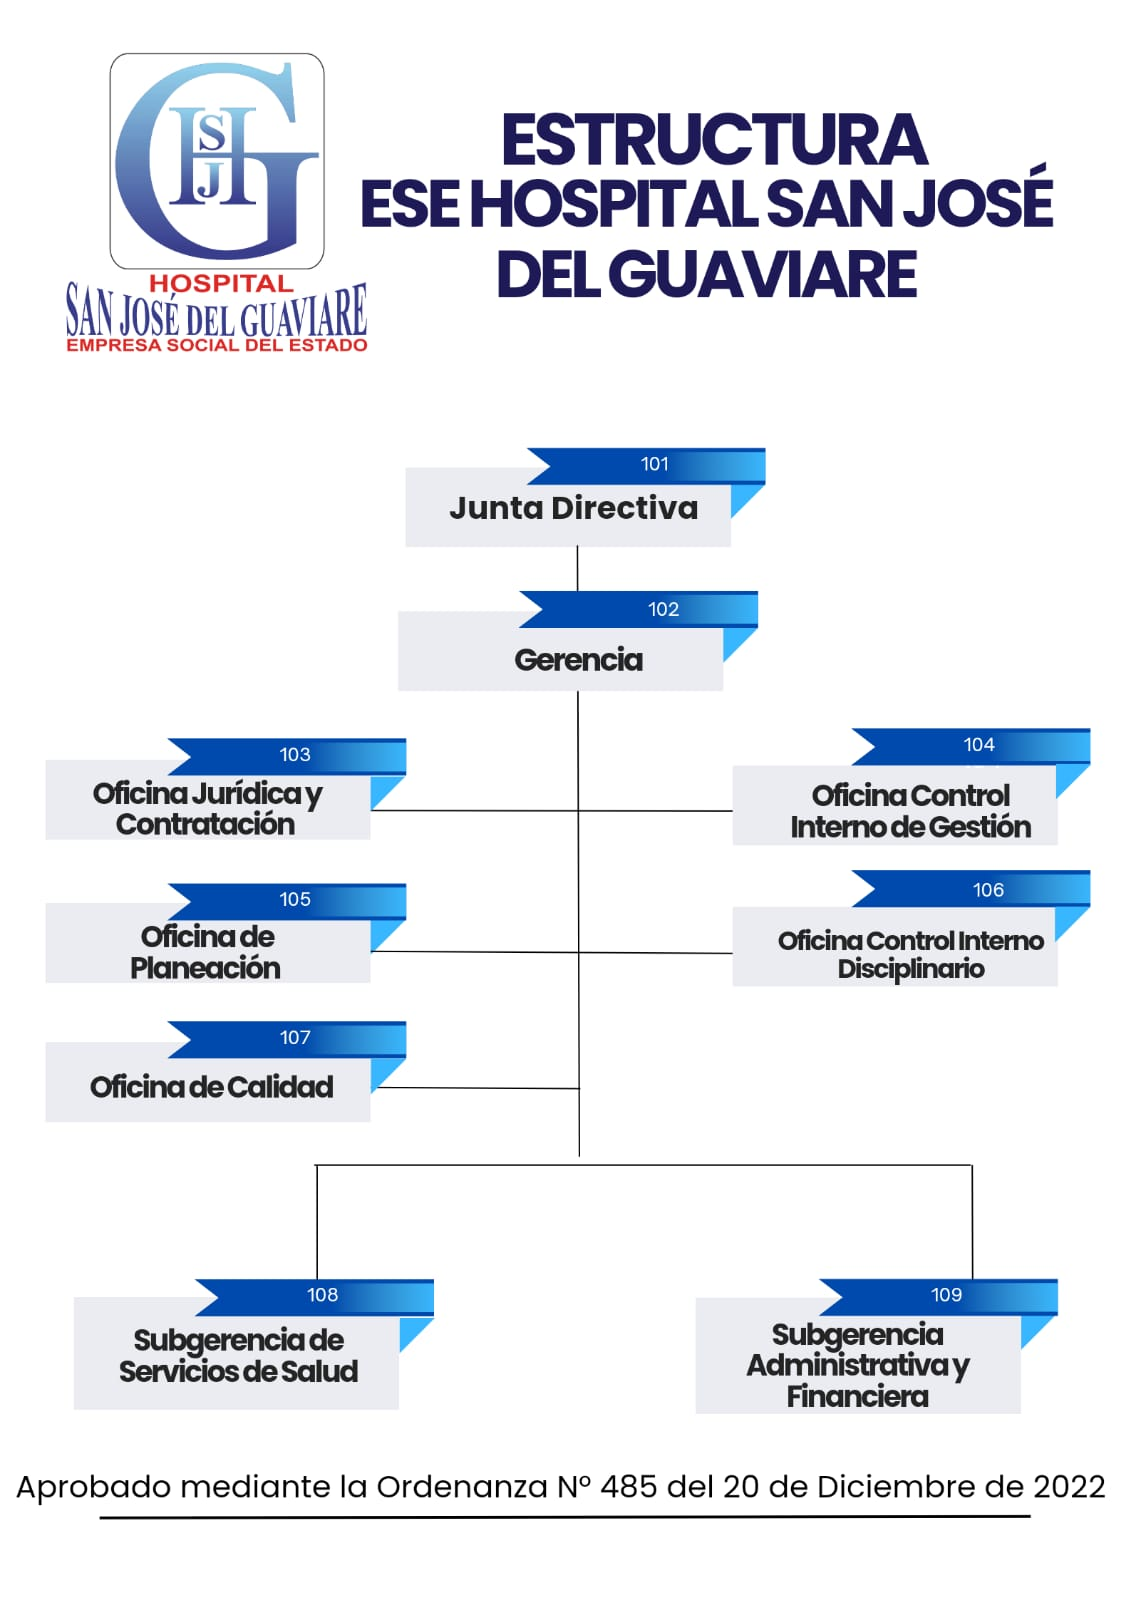 HSJG
HOSPITAL
SAN JOSÉ DEL GUAVIARE
EMPRESA SOCIAL DEL ESTADO
ESTRUCTURA
ESE HOSPITAL SAN JOSÉ
DEL GUAVIARE
101
Junta Directiva
102
Gerencia
103
Oficina Jurídica y
Contratación
104
Oficina Control
Interno de Gestión
105
Oficina de
Planeación
106
Oficina Control Interno
Disciplinario
107
Oficina de Calidad
108
Subgerencia de
Servicios de Salud
109
Subgerencia
Administrativa y
Financiera
Aprobado mediante la Ordenanza Nº 485 del 20 de Diciembre de 2022